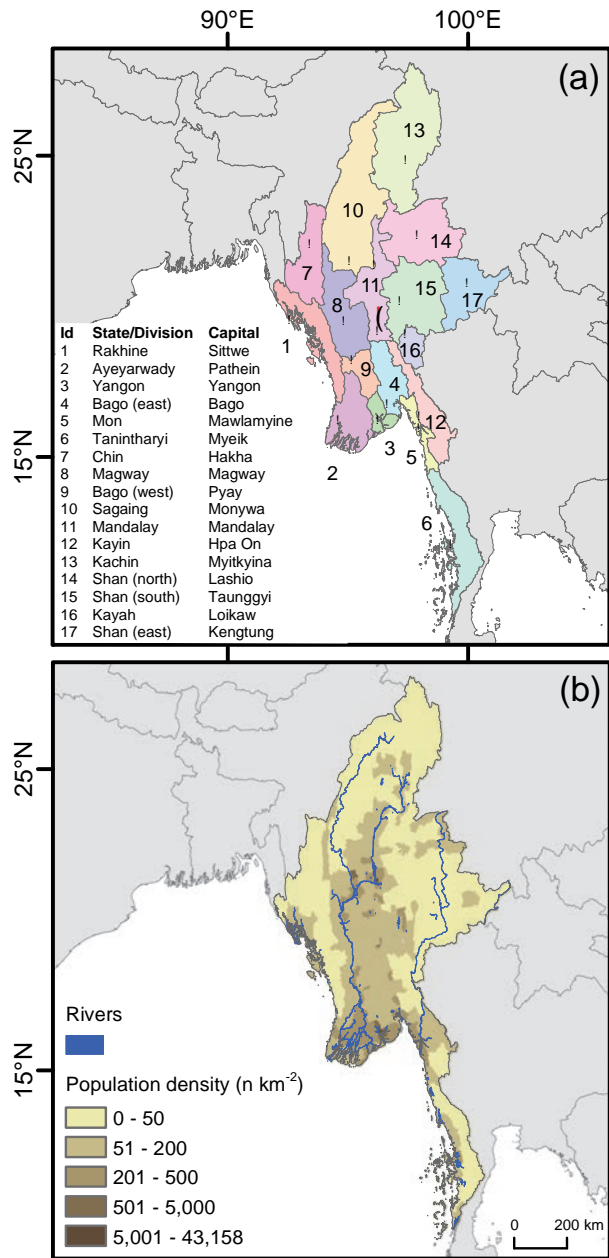 90°E 100°E
(a)
25°N
15°N
13
10
14
7
11
15
17
8
1
16
9
4
12
3
5
2
6
Id State/Division Capital
1 Rakhine Sittwe
2 Ayeyarwady Pathein
3 Yangon Yangon
4 Bago (east) Bago
5 Mon Mawlamyine
6 Tanintharyi Myeik
7 Chin Hakha
8 Magway Magway
9 Bago (west) Pyay
10 Sagaing Monywa
11 Mandalay Mandalay
12 Kayin Hpa On
13 Kachin Myitkyina
14 Shan (north) Lashio
15 Shan (south) Taunggyi
16 Kayah Loikaw
17 Shan (east) Kengtung
(b)
25°N
15°N
Rivers
Population density (n km-2)
0 - 50
51 - 200
201 - 500
501 - 5,000
5,001 - 43,158
0 200 km